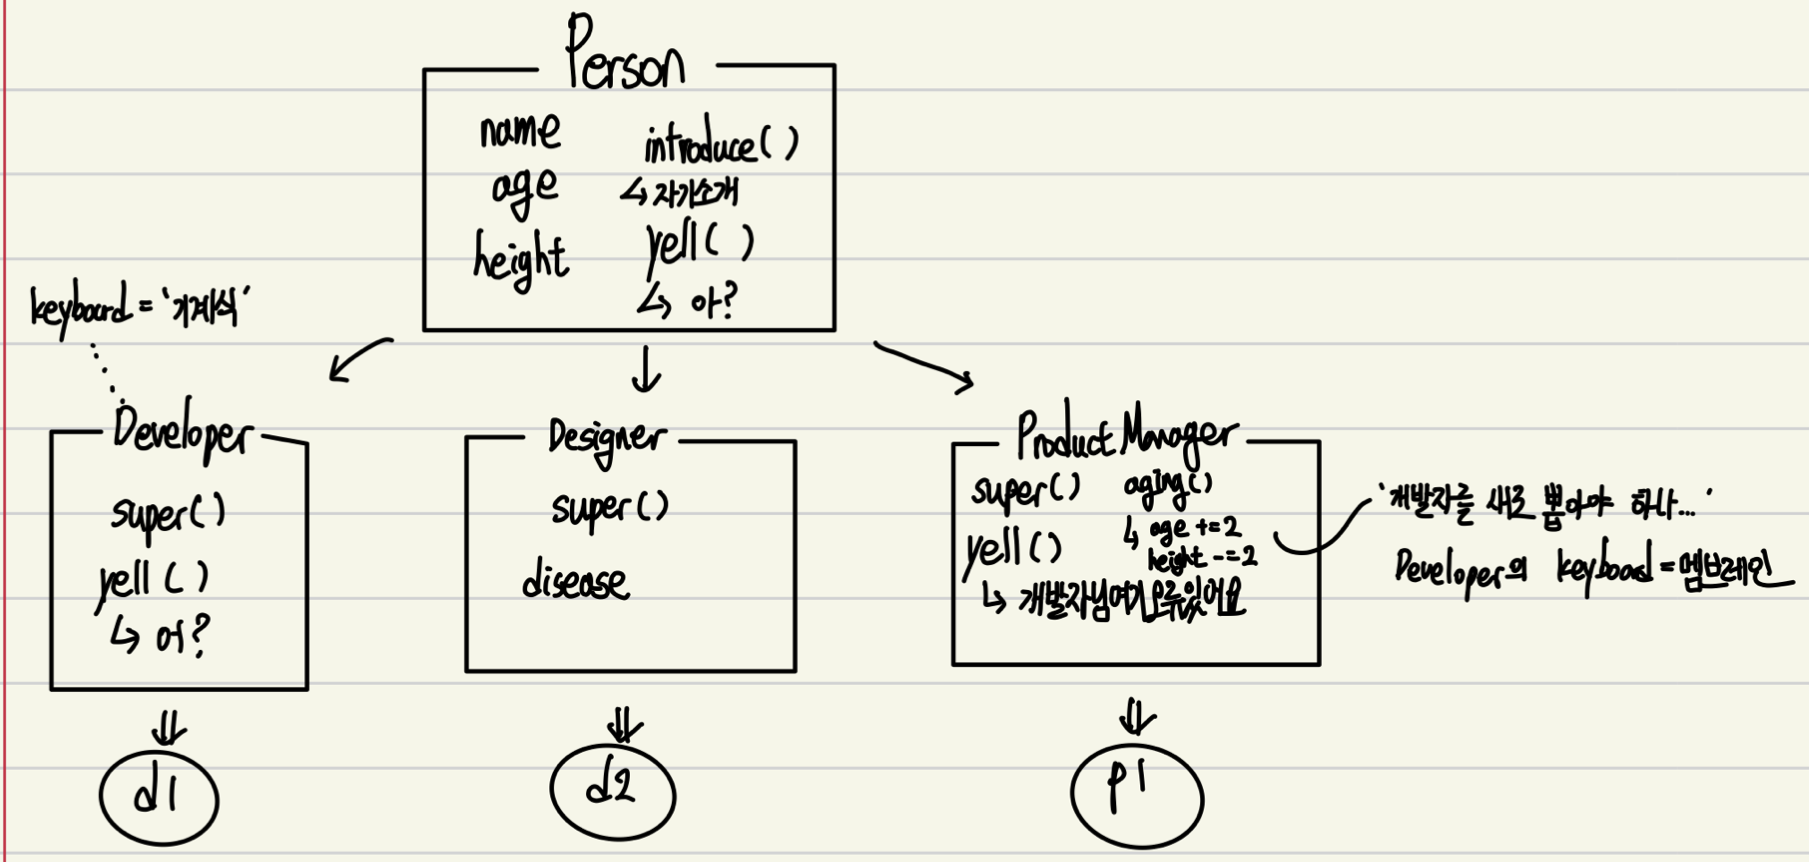 Person
name
age
height
introduce( )
↳ 자기소개
yell( )
↳ 아?
keyboard = '기계식'
Developer
super( )
yell ( )
↳ 어?
Designer
super( )
disease
Product Manager
super( )
yell( )
↳ 개발자님 여기 오류있어요
aging( )
↳ age += 2
height -= 2
'개발자를 새로 뽑아야 하나...'
Developer의 keyboard = 멤브레인
d1
d2
p1